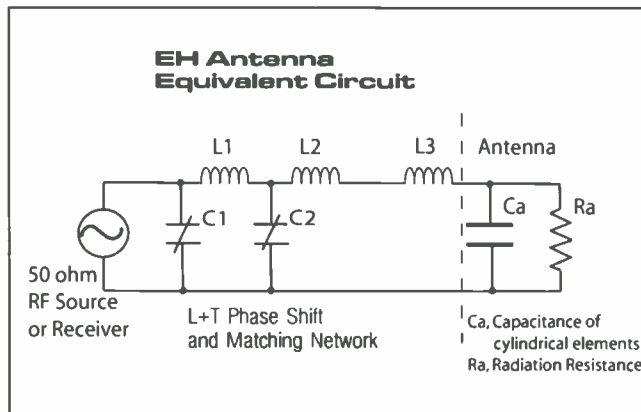 EH Antenna
Equivalent Circuit
L1
L2
L3
Antenna
C1
C2
Ca
Ra
50 ohm
RF Source
or Receiver
L+T Phase Shift
and Matching Network
Ca, Capacitance of
cylindrical elements
Ra, Radiation Resistance